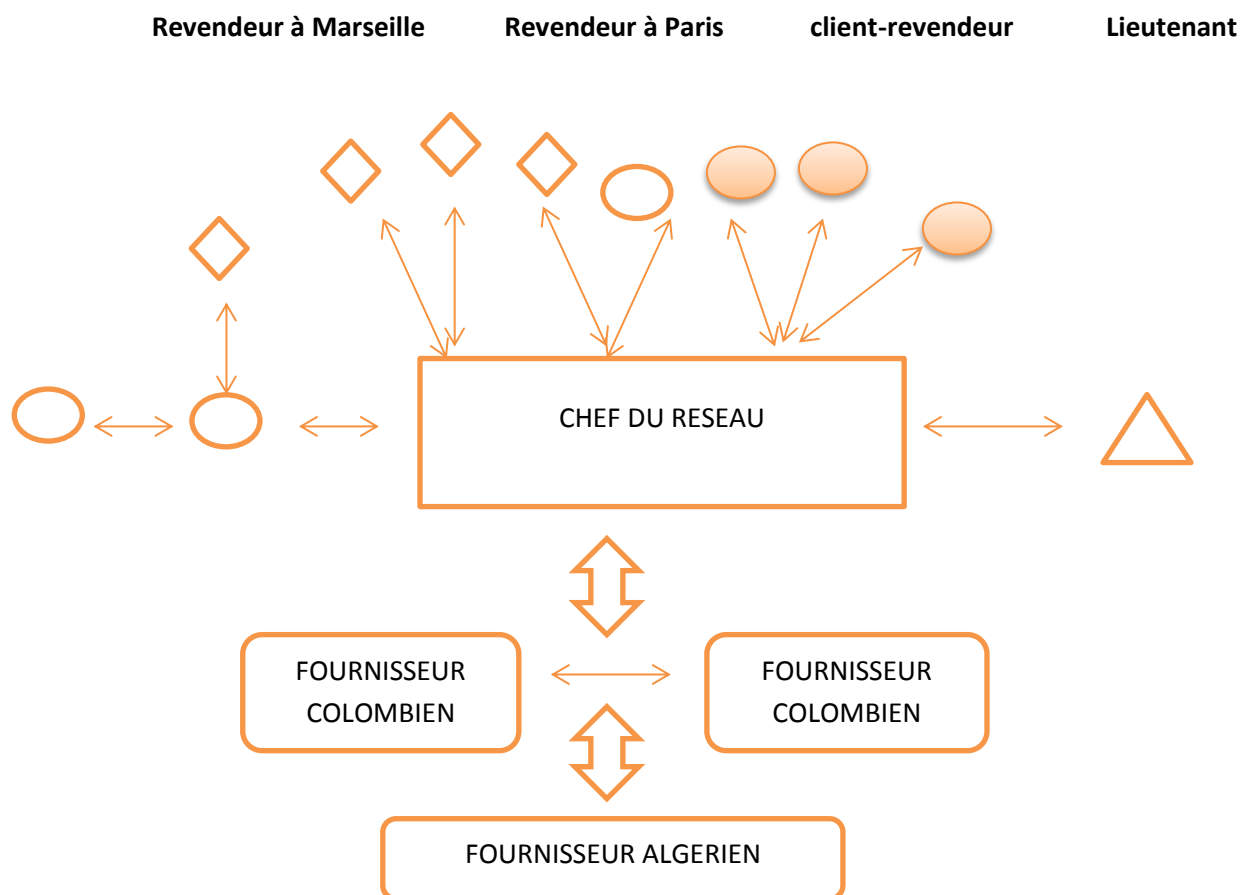 Revendeur à Marseille Revendeur à Paris client-revendeur Lieutenant
CHEF DU RESEAU
FOURNISSEUR
COLOMBIEN
FOURNISSEUR
COLOMBIEN
FOURNISSEUR ALGERIEN